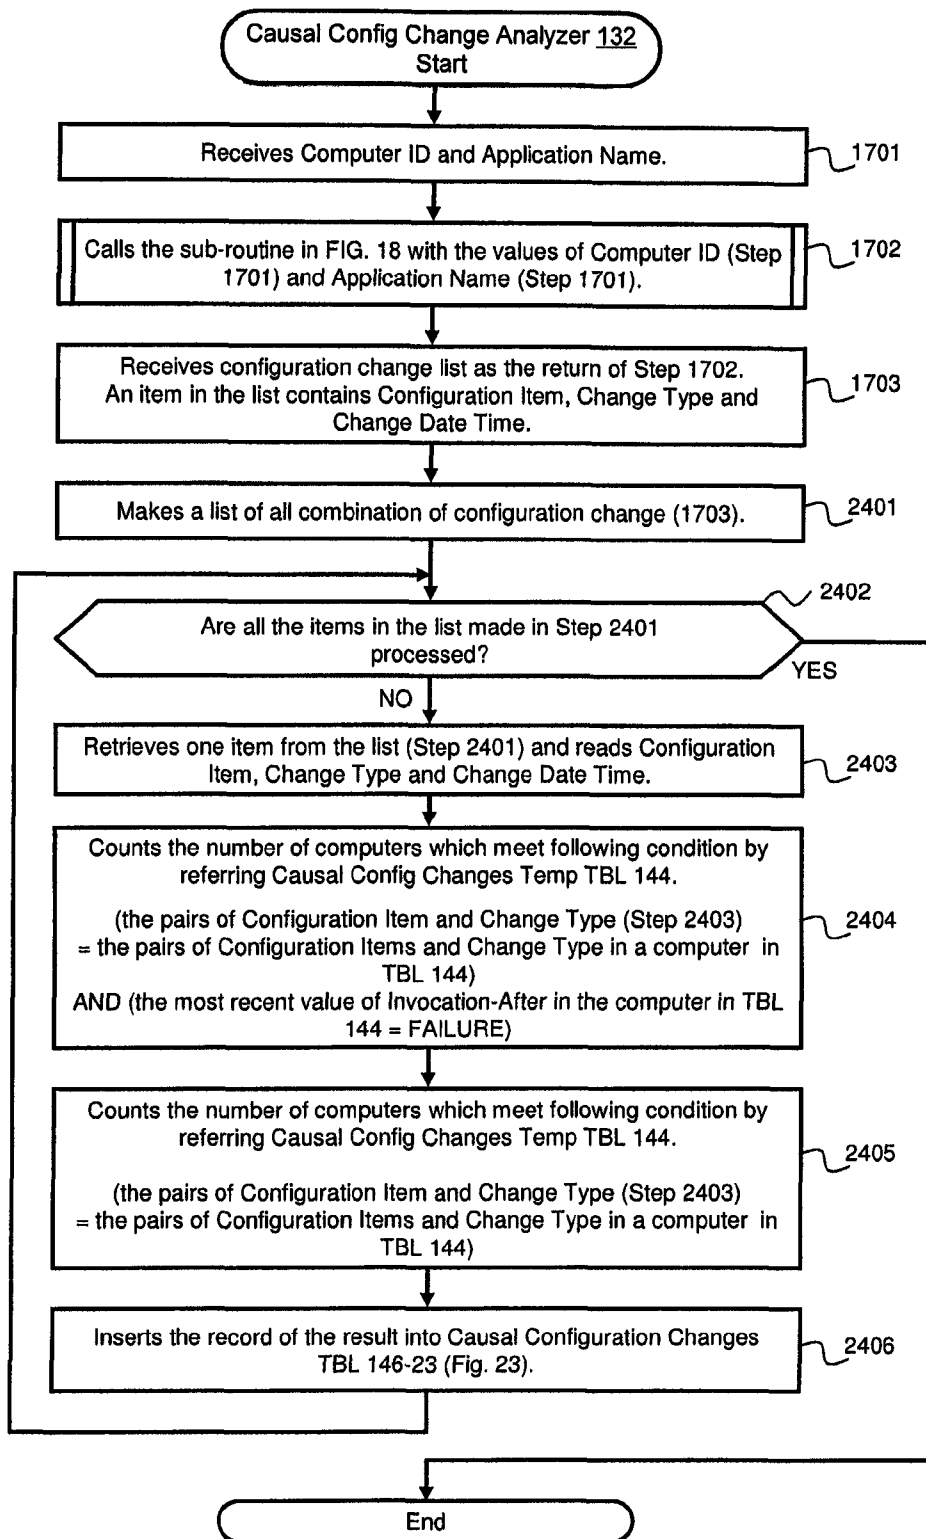 Causal Config Change Analyzer 132
Start
Receives Computer ID and Application Name.
1701
Calls the sub-routine in FIG. 18 with the values of Computer ID (Step
1701) and Application Name (Step 1701).
1702
Receives configuration change list as the return of Step 1702.
An item in the list contains Configuration Item, Change Type and
Change Date Time.
1703
Makes a list of all combination of configuration change (1703).
2401
2402
Are all the items in the list made in Step 2401
processed?
YES
NO
Retrieves one item from the list (Step 2401) and reads Configuration
Item, Change Type and Change Date Time.
2403
Counts the number of computers which meet following condition by
referring Causal Config Changes Temp TBL 144.
(the pairs of Configuration Item and Change Type (Step 2403)
= the pairs of Configuration Items and Change Type in a computer in
TBL 144)
AND (the most recent value of Invocation-After in the computer in TBL
144 = FAILURE)
2404
Counts the number of computers which meet following condition by
referring Causal Config Changes Temp TBL 144.
(the pairs of Configuration Item and Change Type (Step 2403)
= the pairs of Configuration Items and Change Type in a computer in
TBL 144)
2405
Inserts the record of the result into Causal Configuration Changes
TBL 146-23 (Fig. 23).
2406
End